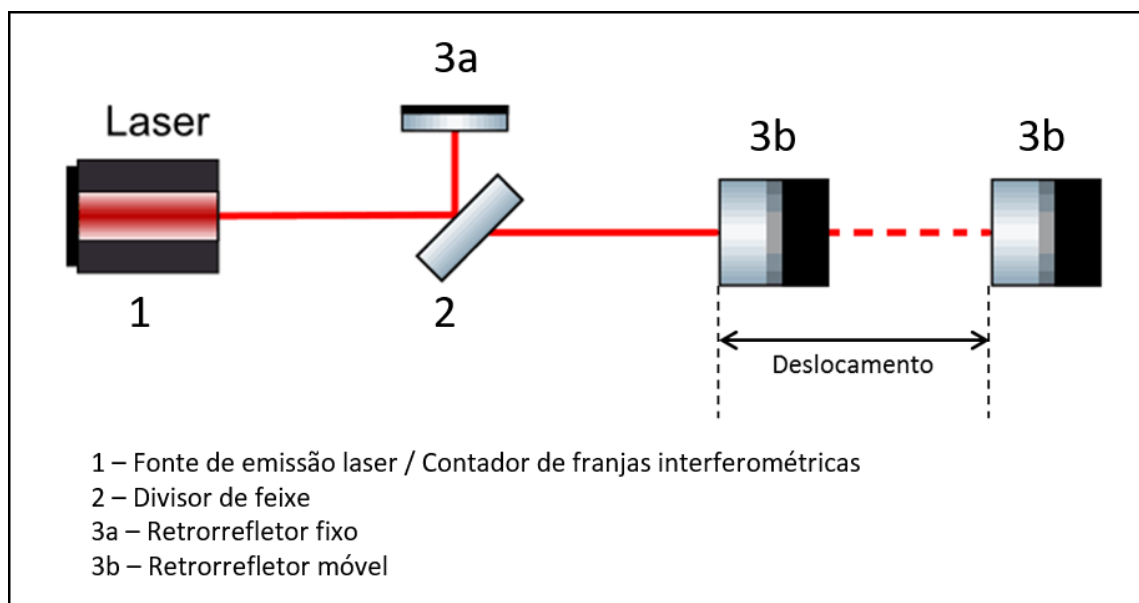 3a
Laser
3b
3b
1
2
Deslocamento
1 – Fonte de emissão laser / Contador de franjas interferométricas
2 – Divisor de feixe
3a – Retrorrefletor fixo
3b – Retrorrefletor móvel